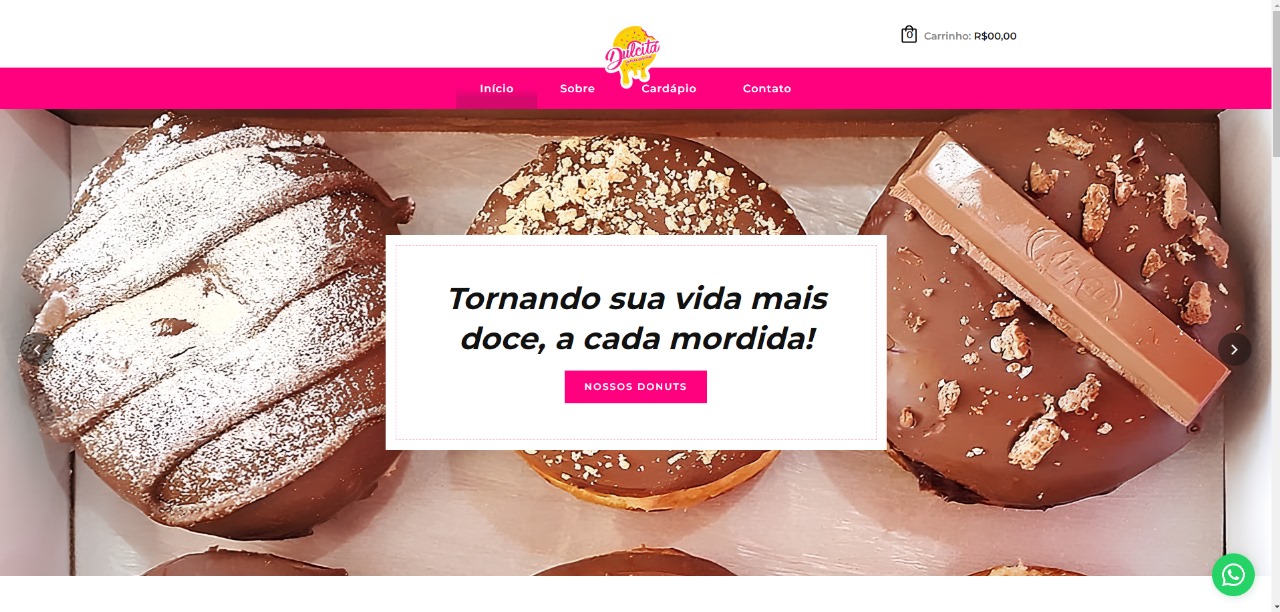 Dulcita
0
Carrinho: R$00,00
Início
Sobre
Cardápio
Contato
Tornando sua vida mais
doce, a cada mordida!
NOSSOS DONUTS